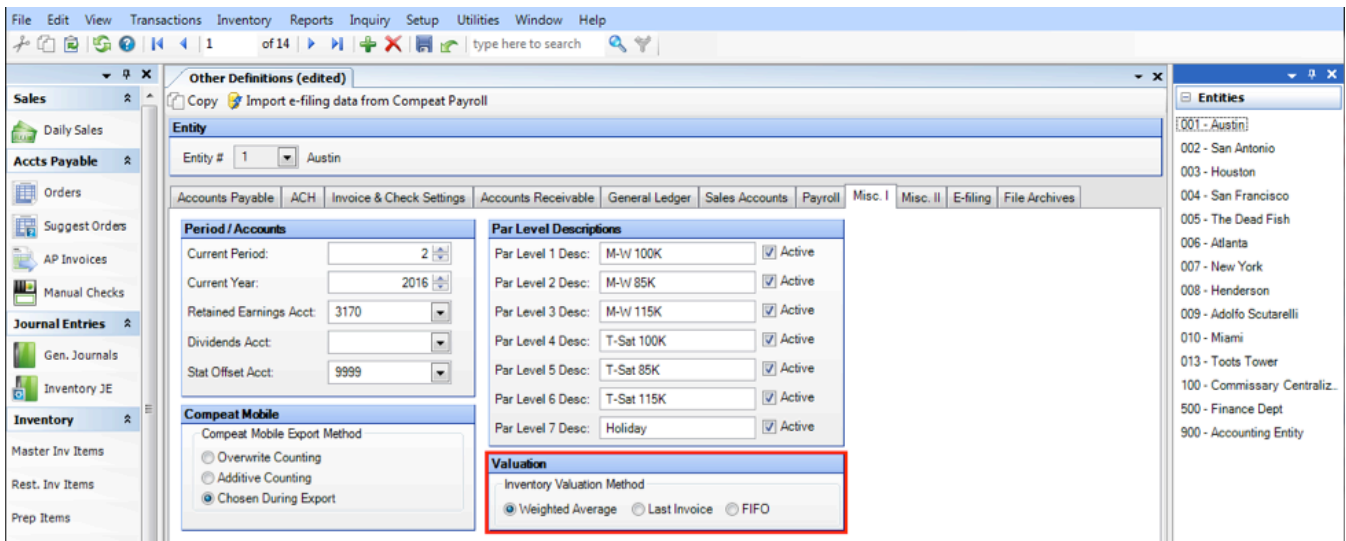 File Edit View Transactions Inventory Reports Inquiry Setup Utilities Window Help
1 of 14 type here to search
Sales
Daily Sales
Accts Payable
Orders
Suggest Orders
AP Invoices
Manual Checks
Journal Entries
Gen. Journals
Inventory JE
Inventory
Master Inv Items
Rest. Inv Items
Prep Items
Other Definitions (edited)
Copy Import e-filing data from Compeat Payroll
Entity
Entity # 1 Austin
Accounts Payable ACH Invoice & Check Settings Accounts Receivable General Ledger Sales Accounts Payroll Misc. I Misc. II E-filing File Archives
Period / Accounts
Current Period: 2
Current Year: 2016
Retained Earnings Acct: 3170
Dividends Acct:
Stat Offset Acct: 9999
Compeat Mobile
Compeat Mobile Export Method
Overwrite Counting
Additive Counting
Chosen During Export
Par Level Descriptions
Par Level 1 Desc: M-W 100K Active
Par Level 2 Desc: M-W 85K Active
Par Level 3 Desc: M-W 115K Active
Par Level 4 Desc: T-Sat 100K Active
Par Level 5 Desc: T-Sat 85K Active
Par Level 6 Desc: T-Sat 115K Active
Par Level 7 Desc: Holiday Active
Valuation
Inventory Valuation Method
Weighted Average Last Invoice FIFO
Entities
001 - Austin
002 - San Antonio
003 - Houston
004 - San Francisco
005 - The Dead Fish
006 - Atlanta
007 - New York
008 - Henderson
009 - Adolfo Scutarelli
010 - Miami
013 - Toots Tower
100 - Commissary Centraliz...
500 - Finance Dept
900 - Accounting Entity